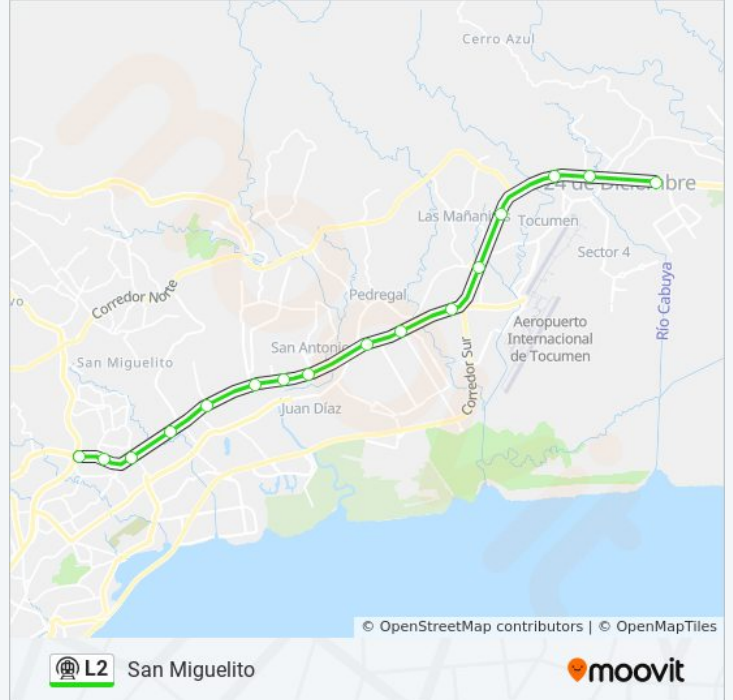 Cerro Azul
24 de Diciembre
Las Mañanitas
Tocumen
Sector 4
Río Cabuya
Corredor Norte
vo
Pedregal
Aeropuerto
Internacional
de Tocumen
San Antonio
San Miguelito
Corredor Sur
Juan Díaz
© OpenStreetMap contributors | © OpenMapTiles
L2 San Miguelito
moovit